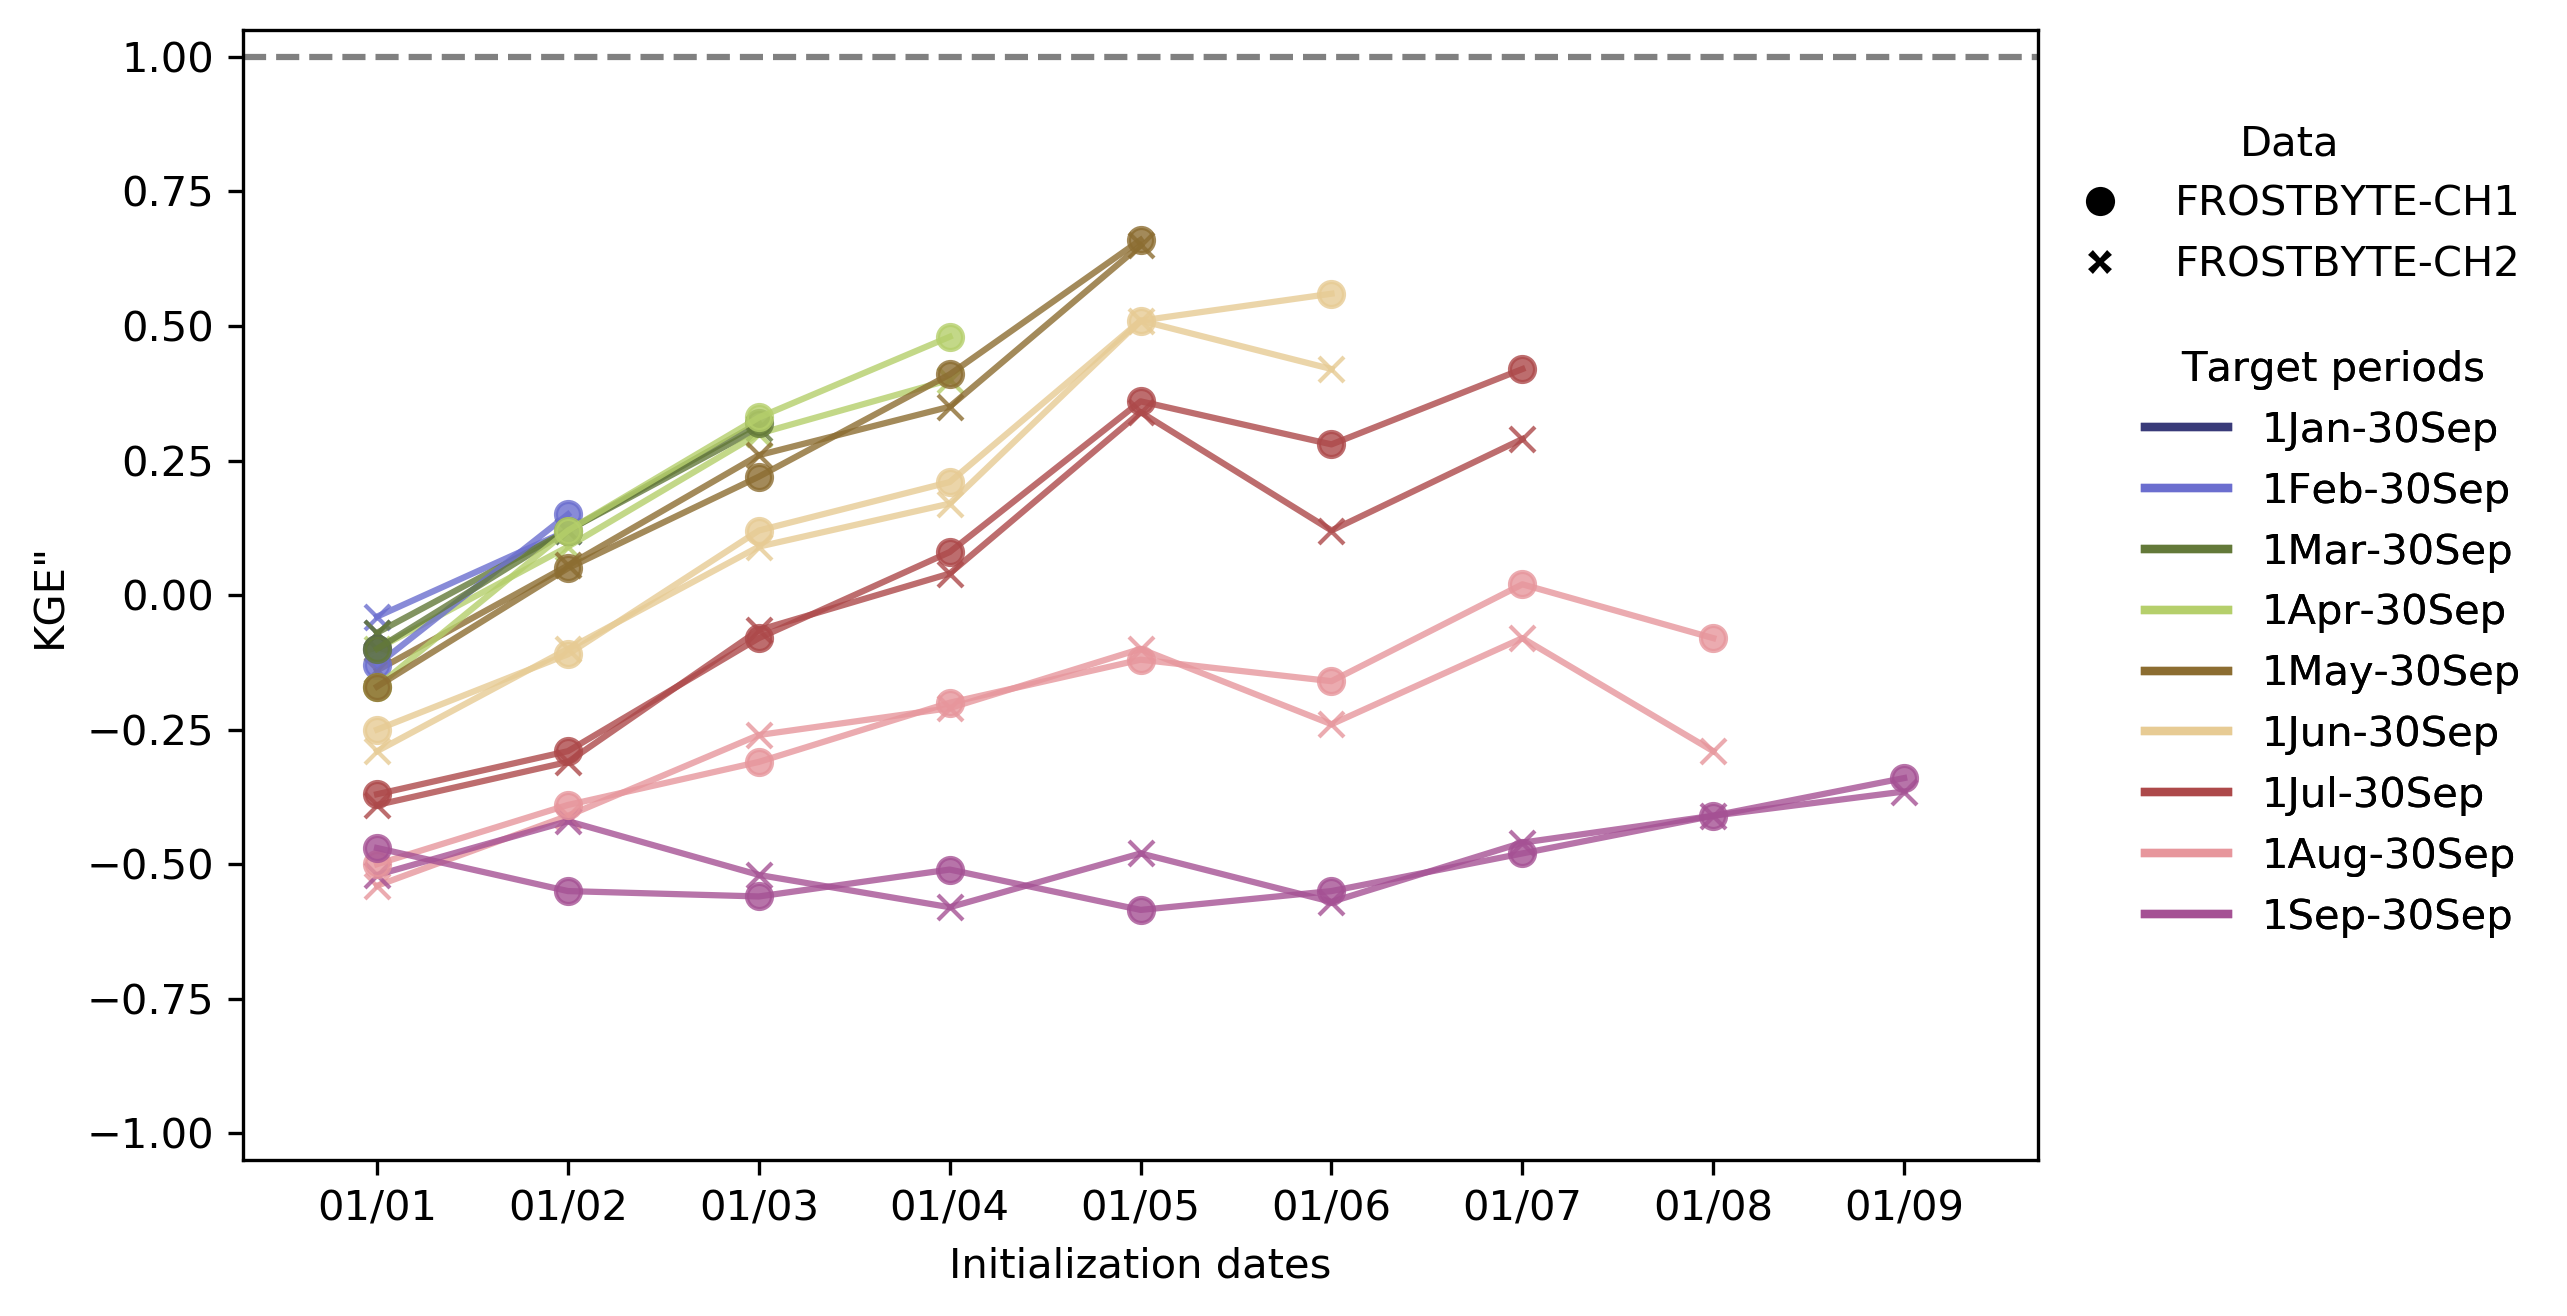 1.00
0.75
0.50
0.25
0.00
−0.25
−0.50
−0.75
−1.00
KGE"
01/01 01/02 01/03 01/04 01/05 01/06 01/07 01/08 01/09
Initialization dates
Data
FROSTBYTE-CH1
FROSTBYTE-CH2
Target periods
1Jan-30Sep
1Feb-30Sep
1Mar-30Sep
1Apr-30Sep
1May-30Sep
1Jun-30Sep
1Jul-30Sep
1Aug-30Sep
1Sep-30Sep